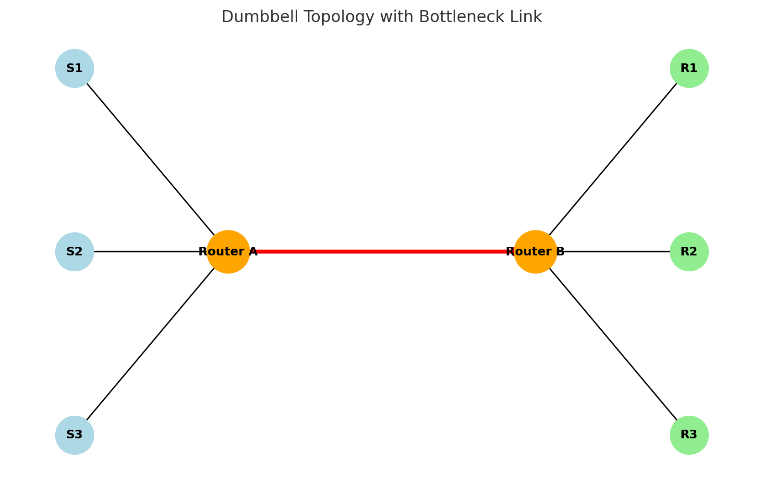 Dumbbell Topology with Bottleneck Link
S1
R1
S2
Router A
Router B
R2
S3
R3